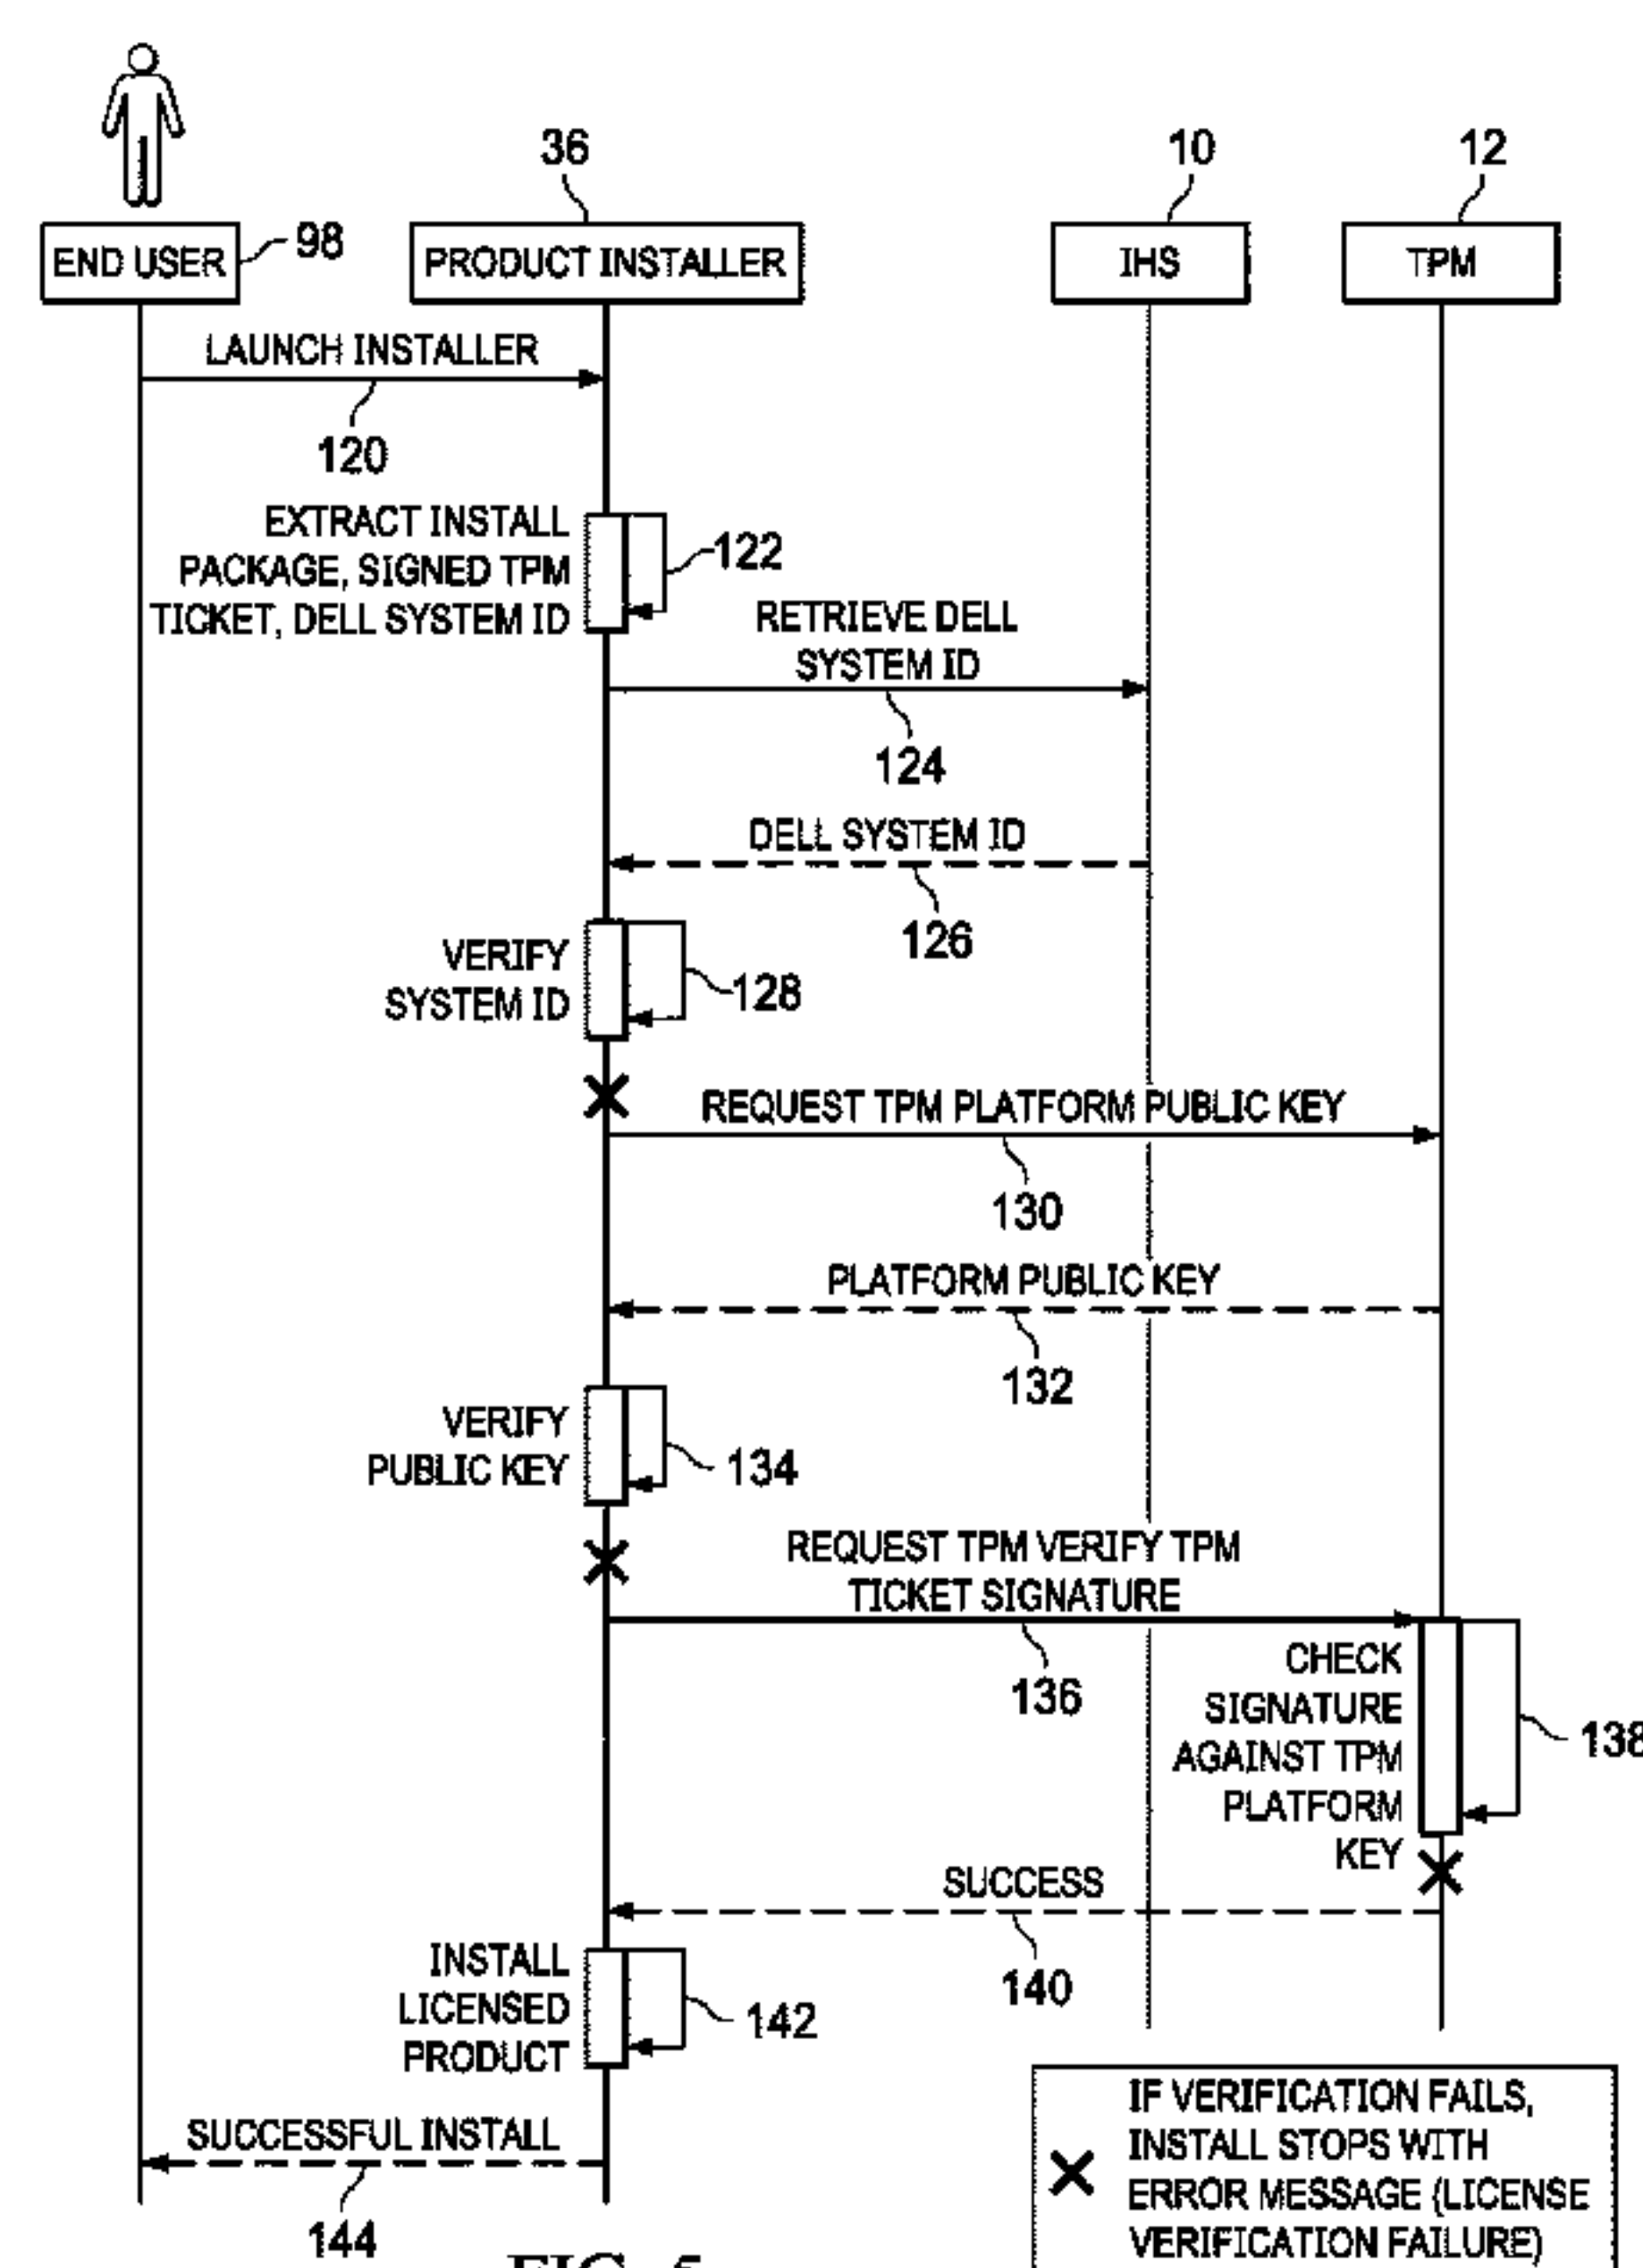 36
10
12
END USER
98
PRODUCT INSTALLER
IHS
TPM
LAUNCH INSTALLER
120
EXTRACT INSTALL
PACKAGE, SIGNED TPM
TICKET, DELL SYSTEM ID
122
RETRIEVE DELL
SYSTEM ID
124
DELL SYSTEM ID
126
VERIFY
SYSTEM ID
128
REQUEST TPM PLATFORM PUBLIC KEY
130
PLATFORM PUBLIC KEY
132
VERIFY
PUBLIC KEY
134
REQUEST TPM VERIFY TPM
TICKET SIGNATURE
136
CHECK
SIGNATURE
AGAINST TPM
PLATFORM
KEY
138
SUCCESS
140
INSTALL
LICENSED
PRODUCT
142
SUCCESSFUL INSTALL
144
IF VERIFICATION FAILS,
INSTALL STOPS WITH
ERROR MESSAGE (LICENSE
VERIFICATION FAILURE)